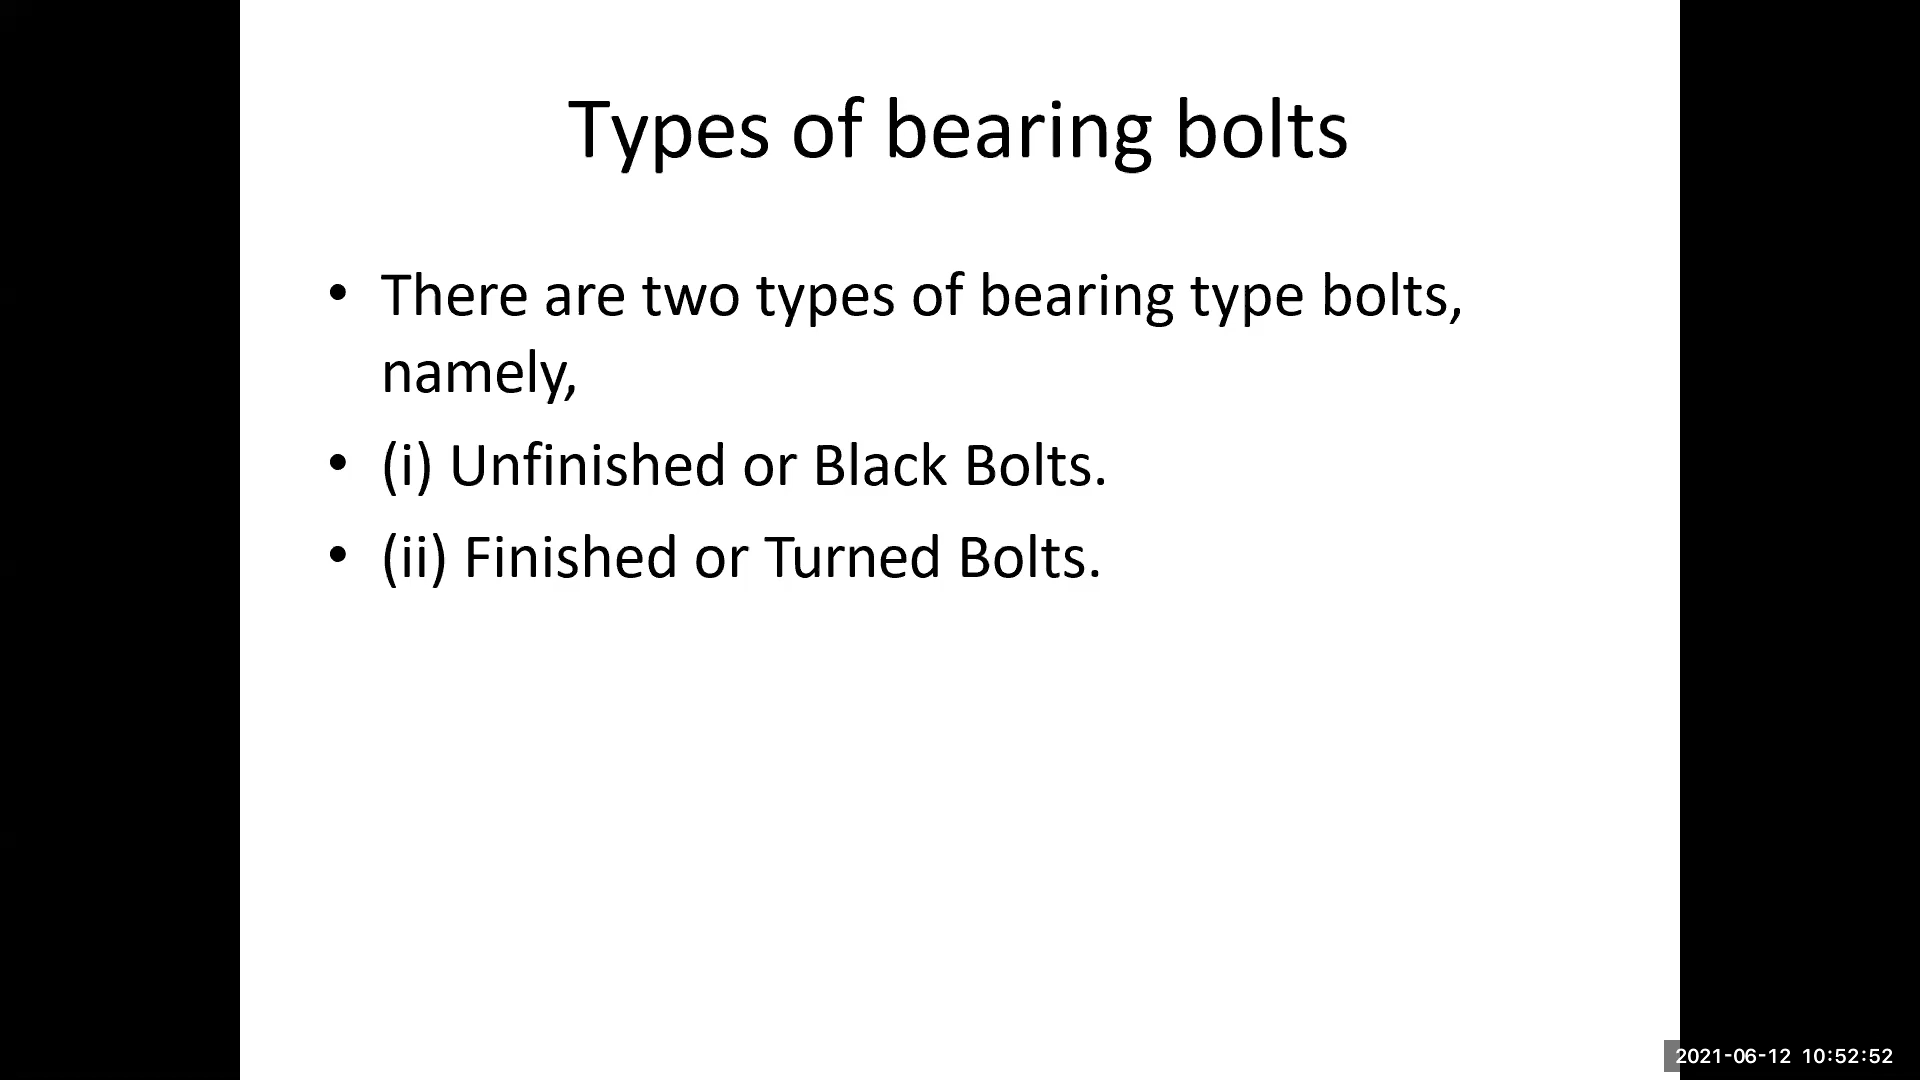 Types of bearing bolts
• There are two types of bearing type bolts,
namely,
• (i) Unfinished or Black Bolts.
• (ii) Finished or Turned Bolts.
2021-06-12 10:52:52